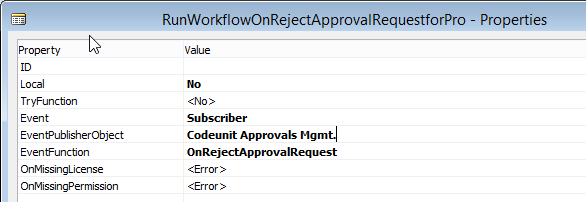 RunWorkflowOnRejectApprovalRequestforPro - Properties
Property Value
ID
Local No
TryFunction <No>
Event Subscriber
EventPublisherObject Codeunit Approvals Mgmt.
EventFunction OnRejectApprovalRequest
OnMissingLicense <Error>
OnMissingPermission <Error>